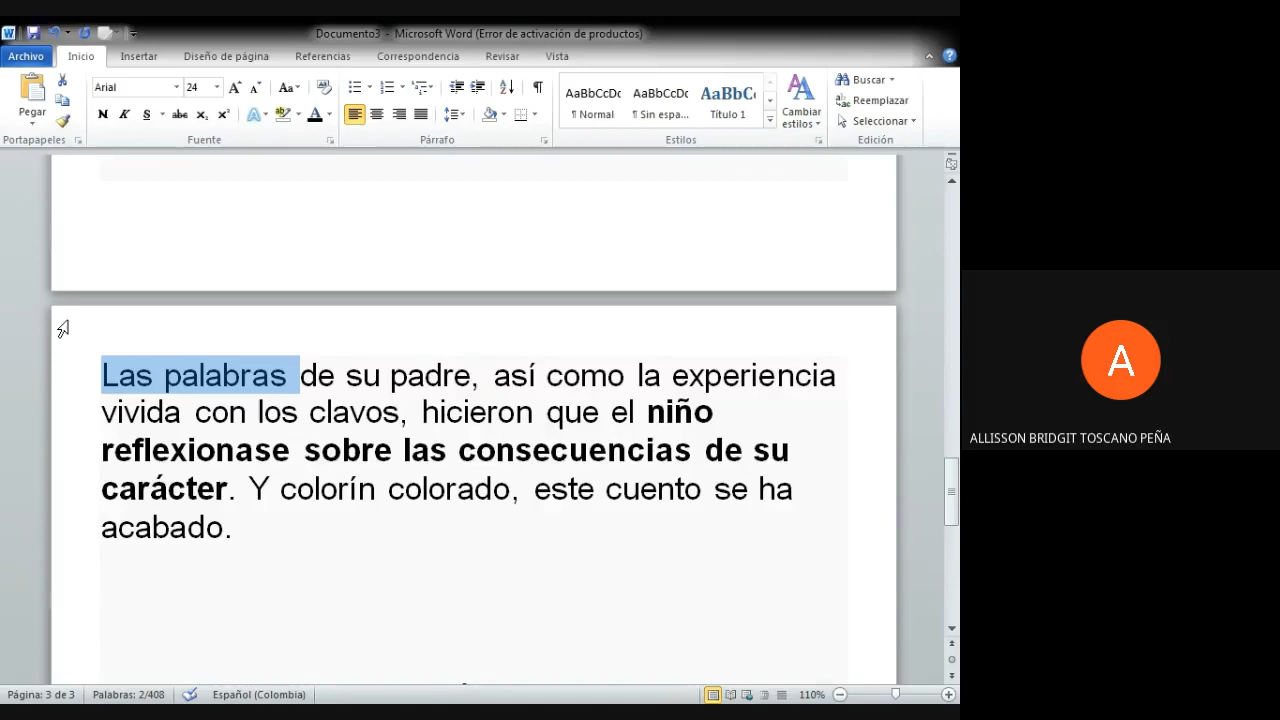 Documento3 - Microsoft Word (Error de activación de productos)
Archivo Inicio Insertar Diseño de página Referencias Correspondencia Revisar Vista
Pegar
Arial 24
Aa
N K S abc x₂ x² A A
AaBbCcDc AaBbCcDc AaBbC
¶ Normal ¶ Sin espa... Título 1
Cambiar estilos
Buscar
Reemplazar
Seleccionar
Portapapeles Fuente Párrafo Estilos Edición
Las palabras de su padre, así como la experiencia
vivida con los clavos, hicieron que el niño
reflexionase sobre las consecuencias de su
carácter. Y colorín colorado, este cuento se ha
acabado.
A
ALLISSON BRIDGIT TOSCANO PEÑA
Página: 3 de 3 Palabras: 2/408 Español (Colombia) 110%